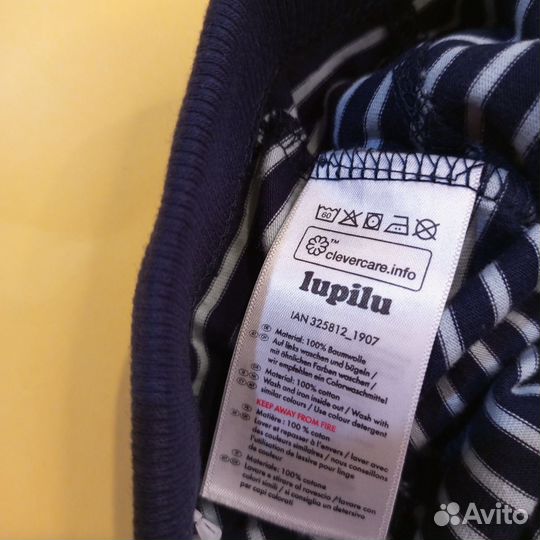 60
™
clevercare.info
lupilu
IAN 325812_1907
Material: 100% Baumwolle
Auf links waschen und bügeln /
mit ähnlichen Farben waschen /
wir empfehlen ein Colorwaschmittel
Material: 100% cotton
Wash and iron inside out / Wash with
similar colours / Use colour detergent
KEEP AWAY FROM FIRE
Matière : 100 % coton
Laver et repasser à l'envers / laver avec
des couleurs similaires / nous conseillons
l'utilisation de lessive pour linge
de couleur
Materiale: 100% cotone
Lavare e stirare al rovescio / lavare con
colori simili / si consiglia un detersivo
per capi colorati
Avito